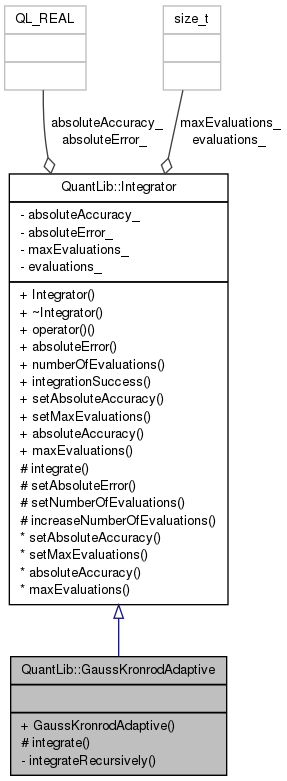 QL_REAL
size_t
absoluteAccuracy_
absoluteError_
maxEvaluations_
evaluations_
QuantLib::Integrator
- absoluteAccuracy_
- absoluteError_
- maxEvaluations_
- evaluations_
+ Integrator()
+ ~Integrator()
+ operator()()
+ absoluteError()
+ numberOfEvaluations()
+ integrationSuccess()
+ setAbsoluteAccuracy()
+ setMaxEvaluations()
+ absoluteAccuracy()
+ maxEvaluations()
# integrate()
# setAbsoluteError()
# setNumberOfEvaluations()
# increaseNumberOfEvaluations()
* setAbsoluteAccuracy()
* setMaxEvaluations()
* absoluteAccuracy()
* maxEvaluations()
QuantLib::GaussKronrodAdaptive
+ GaussKronrodAdaptive()
# integrate()
- integrateRecursively()